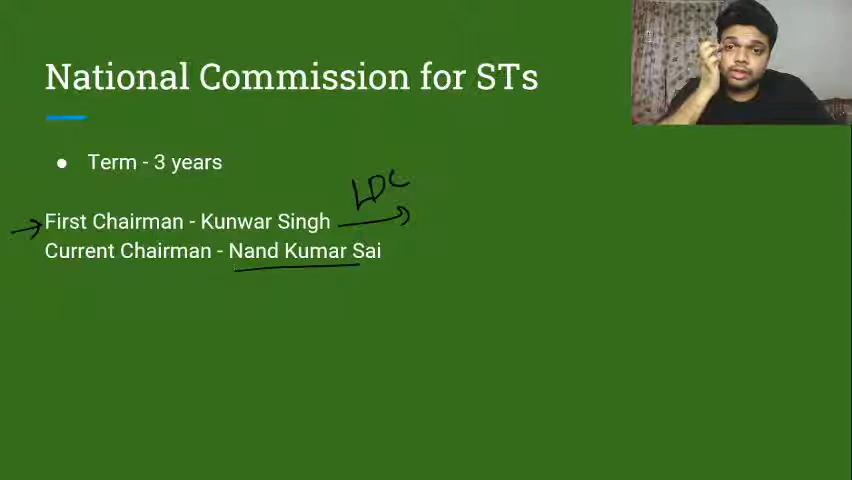 National Commission for STs
● Term - 3 years
LDC
First Chairman - Kunwar Singh
Current Chairman - Nand Kumar Sai